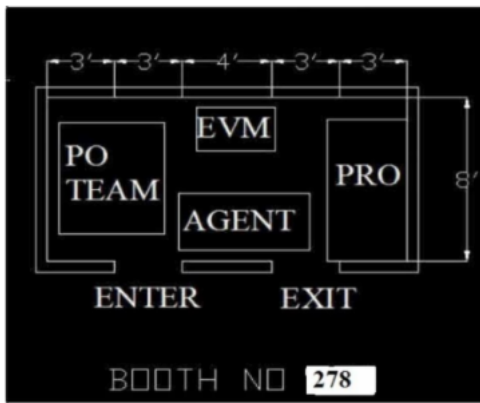 3' 3' 4' 3' 3'
EVM
PO
TEAM
PRO
8'
AGENT
ENTER EXIT
BOOTH NO 278